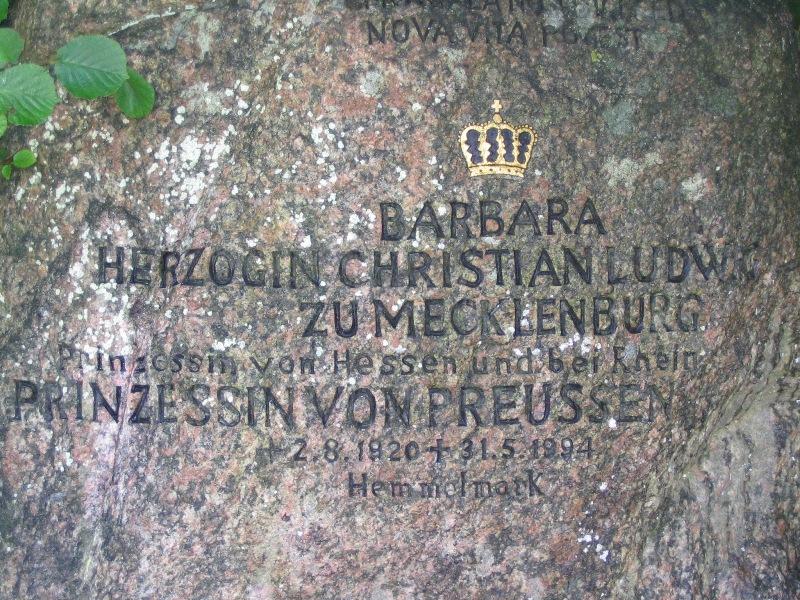 NOVA VITA
BARBARA
HERZOGIN CHRISTIAN LUDWIG
ZU MECKLENBURG
Prinzessin von Hessen und bei Rhein
PRINZESSIN VON PREUSSEN
+ 2.8.1920 + 31.5.1994
Hemmelmark